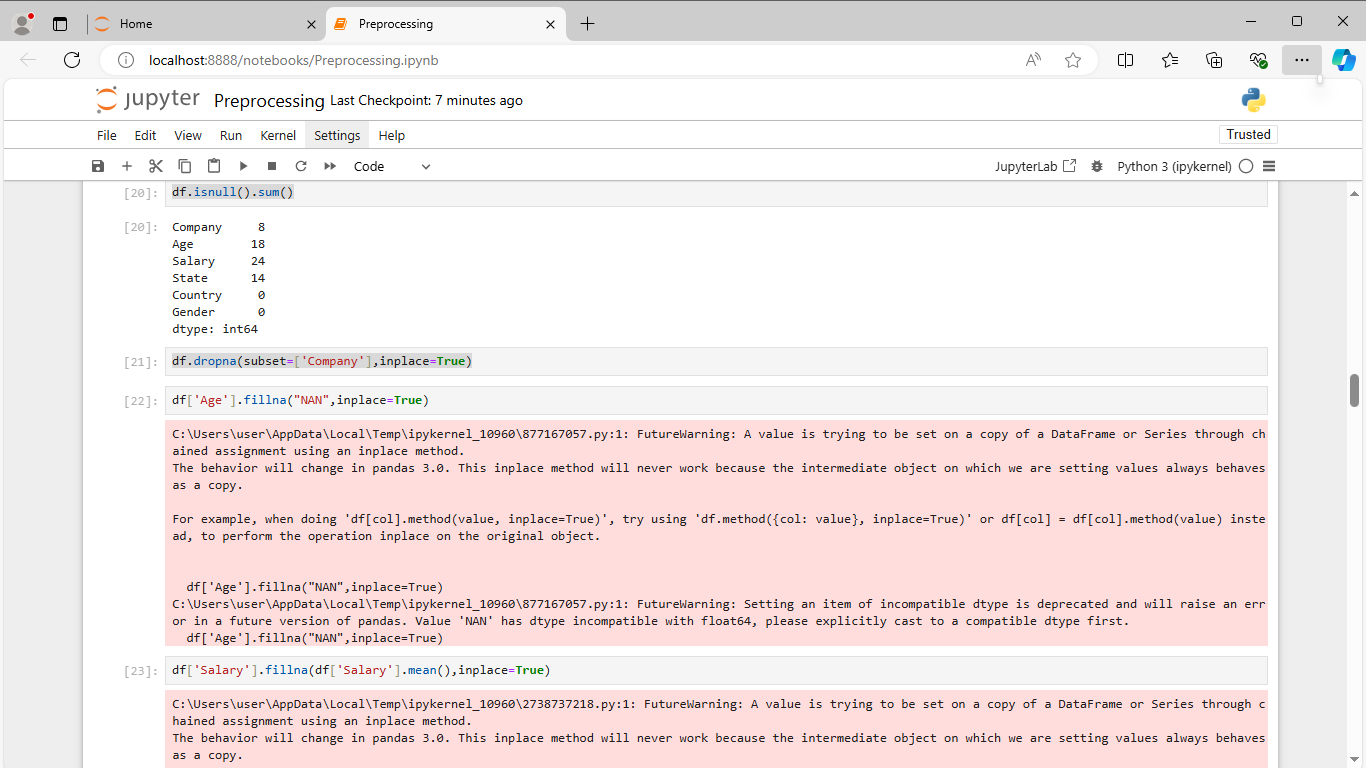 Home
Preprocessing
localhost:8888/notebooks/Preprocessing.ipynb
jupyter Preprocessing Last Checkpoint: 7 minutes ago
File Edit View Run Kernel Settings Help Trusted
Code JupyterLab Python 3 (ipykernel)
[20]: df.isnull().sum()
[20]: Company 8
Age 18
Salary 24
State 14
Country 0
Gender 0
dtype: int64
[21]: df.dropna(subset=['Company'],inplace=True)
[22]: df['Age'].fillna("NAN",inplace=True)
C:\Users\user\AppData\Local\Temp\ipykernel_10960\877167057.py:1: FutureWarning: A value is trying to be set on a copy of a DataFrame or Series through ch
ained assignment using an inplace method.
The behavior will change in pandas 3.0. This inplace method will never work because the intermediate object on which we are setting values always behaves
as a copy.
For example, when doing 'df[col].method(value, inplace=True)', try using 'df.method({col: value}, inplace=True)' or df[col] = df[col].method(value) inste
ad, to perform the operation inplace on the original object.
df['Age'].fillna("NAN",inplace=True)
C:\Users\user\AppData\Local\Temp\ipykernel_10960\877167057.py:1: FutureWarning: Setting an item of incompatible dtype is deprecated and will raise an err
or in a future version of pandas. Value 'NAN' has dtype incompatible with float64, please explicitly cast to a compatible dtype first.
df['Age'].fillna("NAN",inplace=True)
[23]: df['Salary'].fillna(df['Salary'].mean(),inplace=True)
C:\Users\user\AppData\Local\Temp\ipykernel_10960\2738737218.py:1: FutureWarning: A value is trying to be set on a copy of a DataFrame or Series through c
hained assignment using an inplace method.
The behavior will change in pandas 3.0. This inplace method will never work because the intermediate object on which we are setting values always behaves
as a copy.